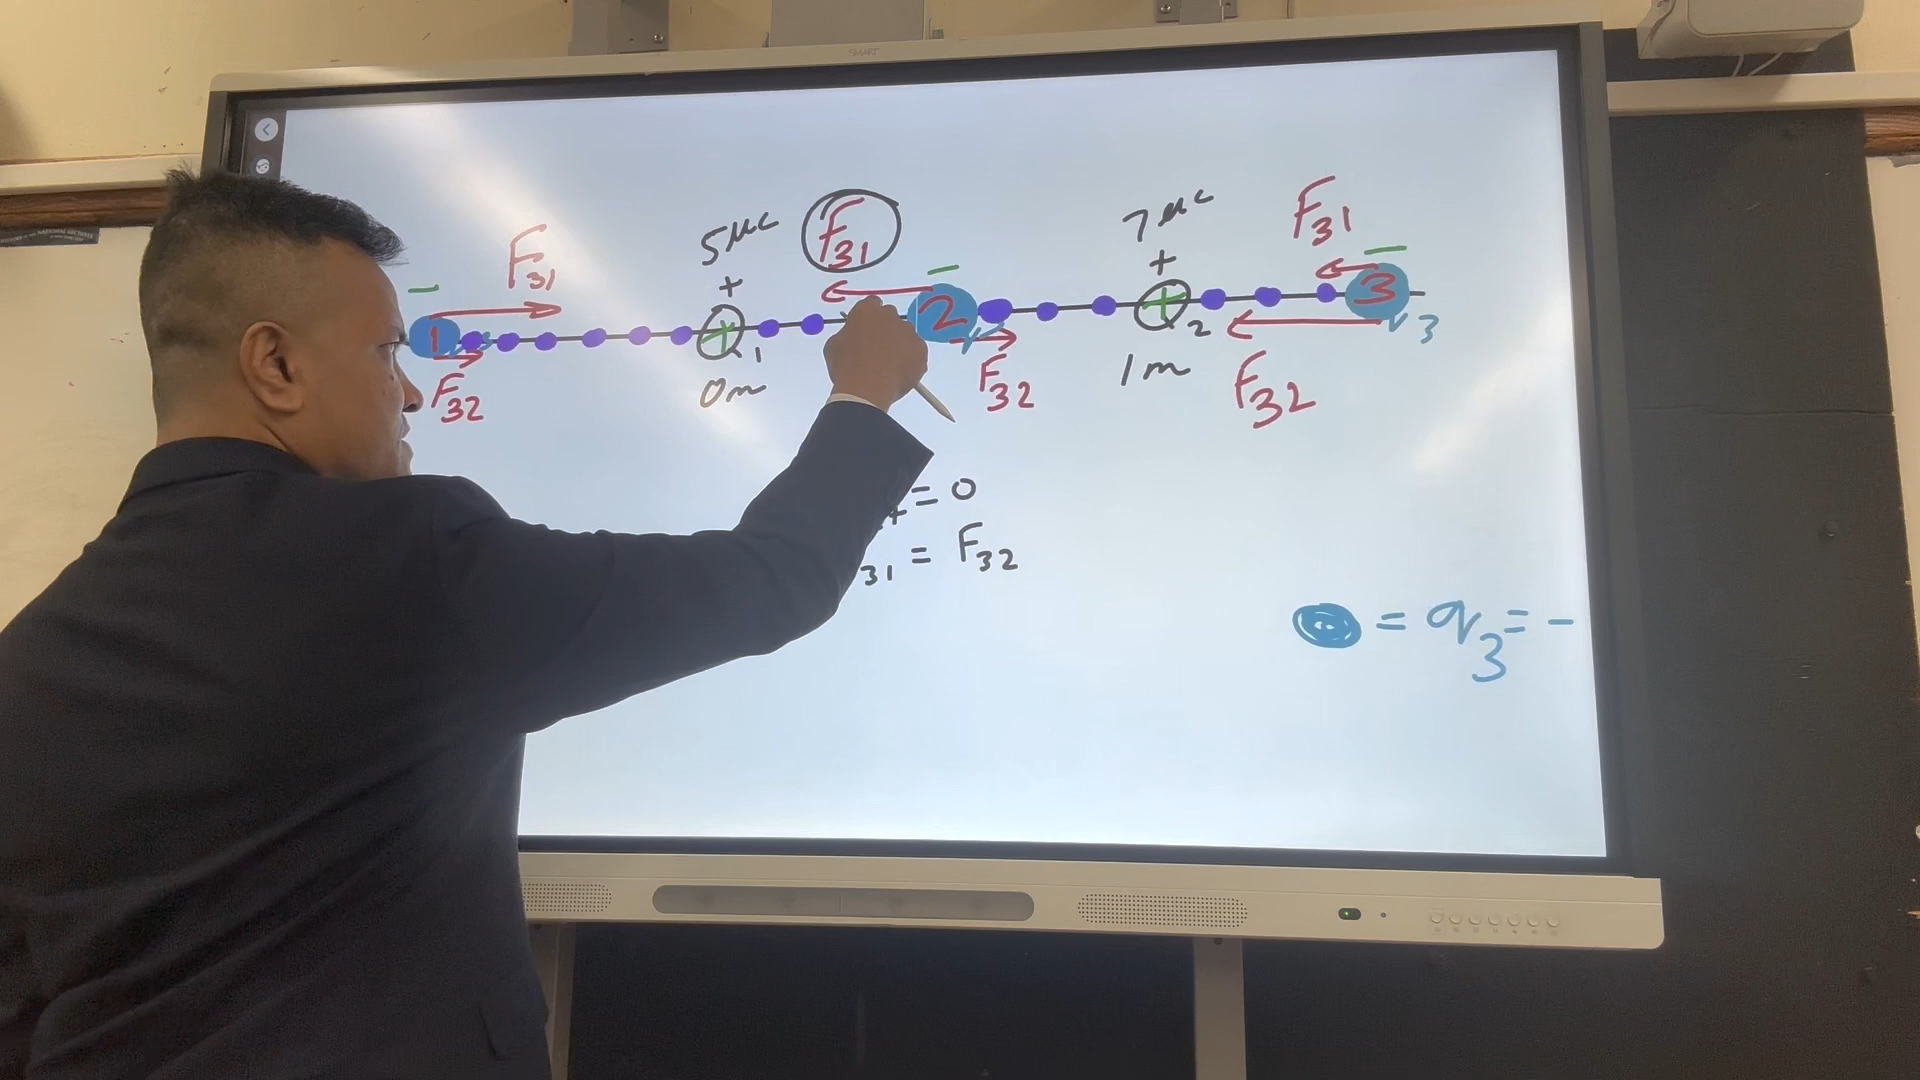 SMART
5μc
F31
7μc
F31
F31
+
+
−
−
−
1
2
3
+
1
+
2
q3
F32
0m
F32
1m
F32
= 0
31 = F32
= q3 = -